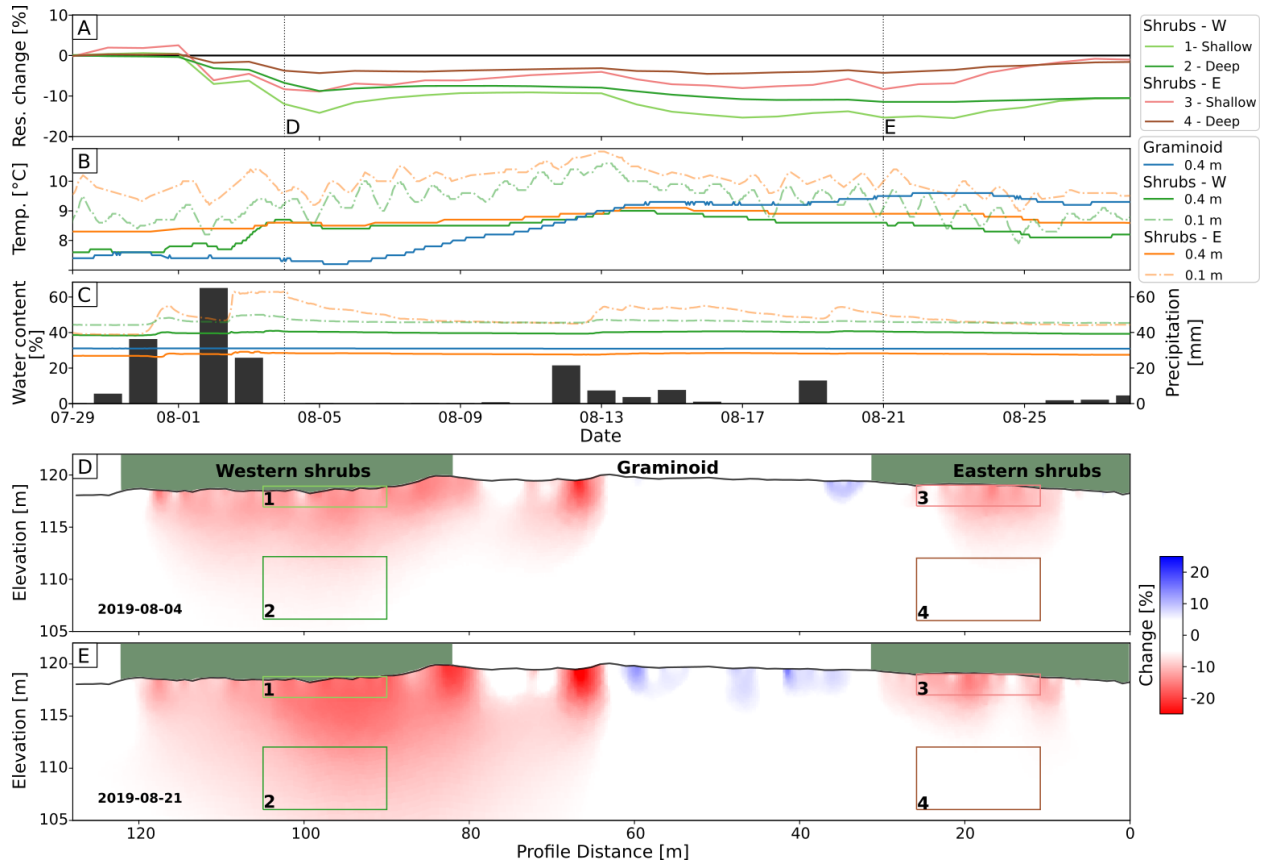 A
Res. change [%]
10
0
-10
-20
D
E
Shrubs - W
1- Shallow
2 - Deep
Shrubs - E
3 - Shallow
4 - Deep
B
Temp. [°C]
10
9
8
Graminoid
0.4 m
Shrubs - W
0.4 m
0.1 m
Shrubs - E
0.4 m
0.1 m
C
Water content
[%]
60
40
20
0
60
40
20
0
Precipitation
[mm]
07-29
08-01
08-05
08-09
08-13
08-17
08-21
08-25
Date
D
Elevation [m]
120
115
110
105
Western shrubs
Graminoid
Eastern shrubs
1
2
3
4
2019-08-04
E
Elevation [m]
120
115
110
105
1
2
3
4
2019-08-21
120
100
80
60
40
20
0
Profile Distance [m]
Change [%]
20
10
0
-10
-20